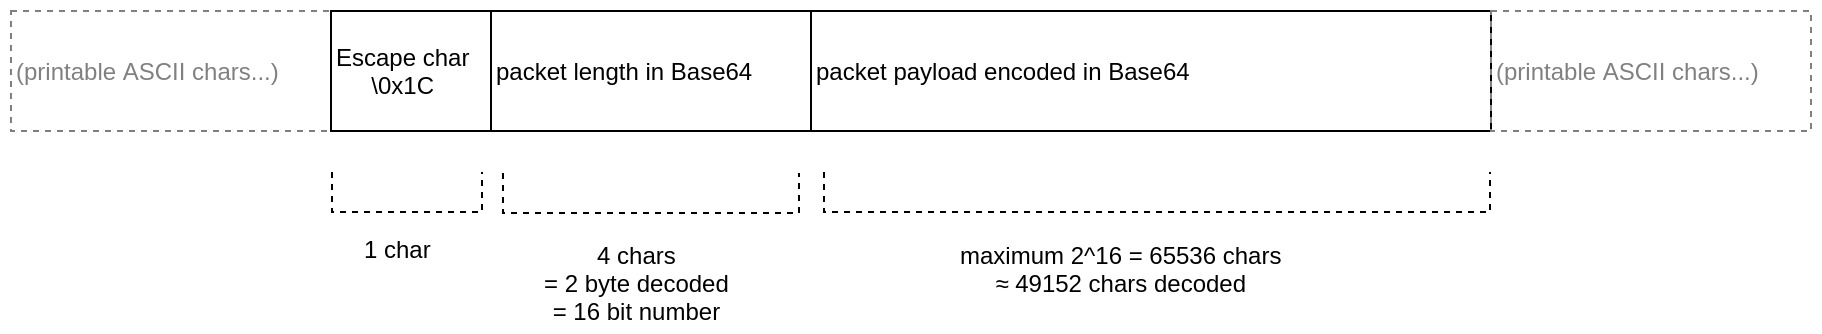 (printable ASCII chars...)
Escape char
\0x1C
packet length in Base64
packet payload encoded in Base64
(printable ASCII chars...)
1 char
4 chars
= 2 byte decoded
= 16 bit number
maximum 2^16 = 65536 chars
≈ 49152 chars decoded